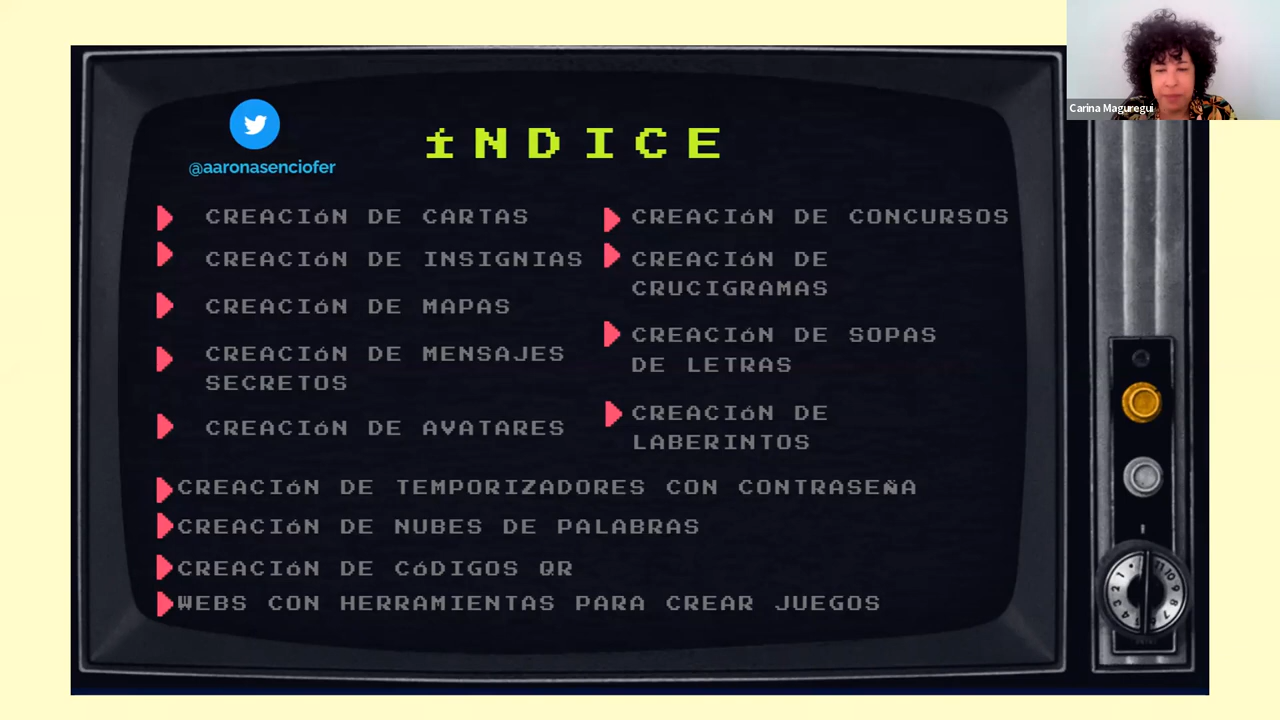 @aaronasenciofer
íNDICE
CREACIóN DE CARTAS
CREACIóN DE INSIGNIAS
CREACIóN DE MAPAS
CREACIóN DE MENSAJES
SECRETOS
CREACIóN DE AVATARES
CREACIóN DE CONCURSOS
CREACIóN DE
CRUCIGRAMAS
CREACIóN DE SOPAS
DE LETRAS
CREACIóN DE
LABERINTOS
CREACIóN DE TEMPORIZADORES CON CONTRASEñA
CREACIóN DE NUBES DE PALABRAS
CREACIóN DE CóDIGOS QR
WEBS CON HERRAMIENTAS PARA CREAR JUEGOS
Carina Maguregui